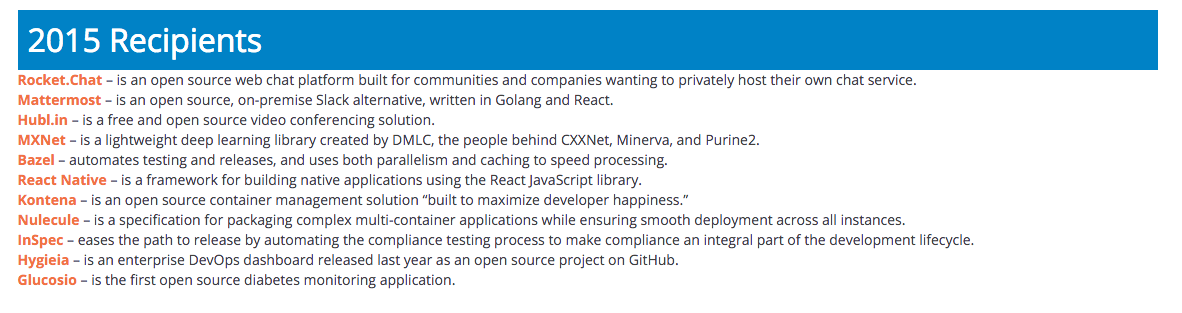 2015 Recipients
Rocket.Chat – is an open source web chat platform built for communities and companies wanting to privately host their own chat service.
Mattermost – is an open source, on-premise Slack alternative, written in Golang and React.
Hubl.in – is a free and open source video conferencing solution.
MXNet – is a lightweight deep learning library created by DMLC, the people behind CXXNet, Minerva, and Purine2.
Bazel – automates testing and releases, and uses both parallelism and caching to speed processing.
React Native – is a framework for building native applications using the React JavaScript library.
Kontena – is an open source container management solution “built to maximize developer happiness.”
Nulecule – is a specification for packaging complex multi-container applications while ensuring smooth deployment across all instances.
InSpec – eases the path to release by automating the compliance testing process to make compliance an integral part of the development lifecycle.
Hygieia – is an enterprise DevOps dashboard released last year as an open source project on GitHub.
Glucosio – is the first open source diabetes monitoring application.